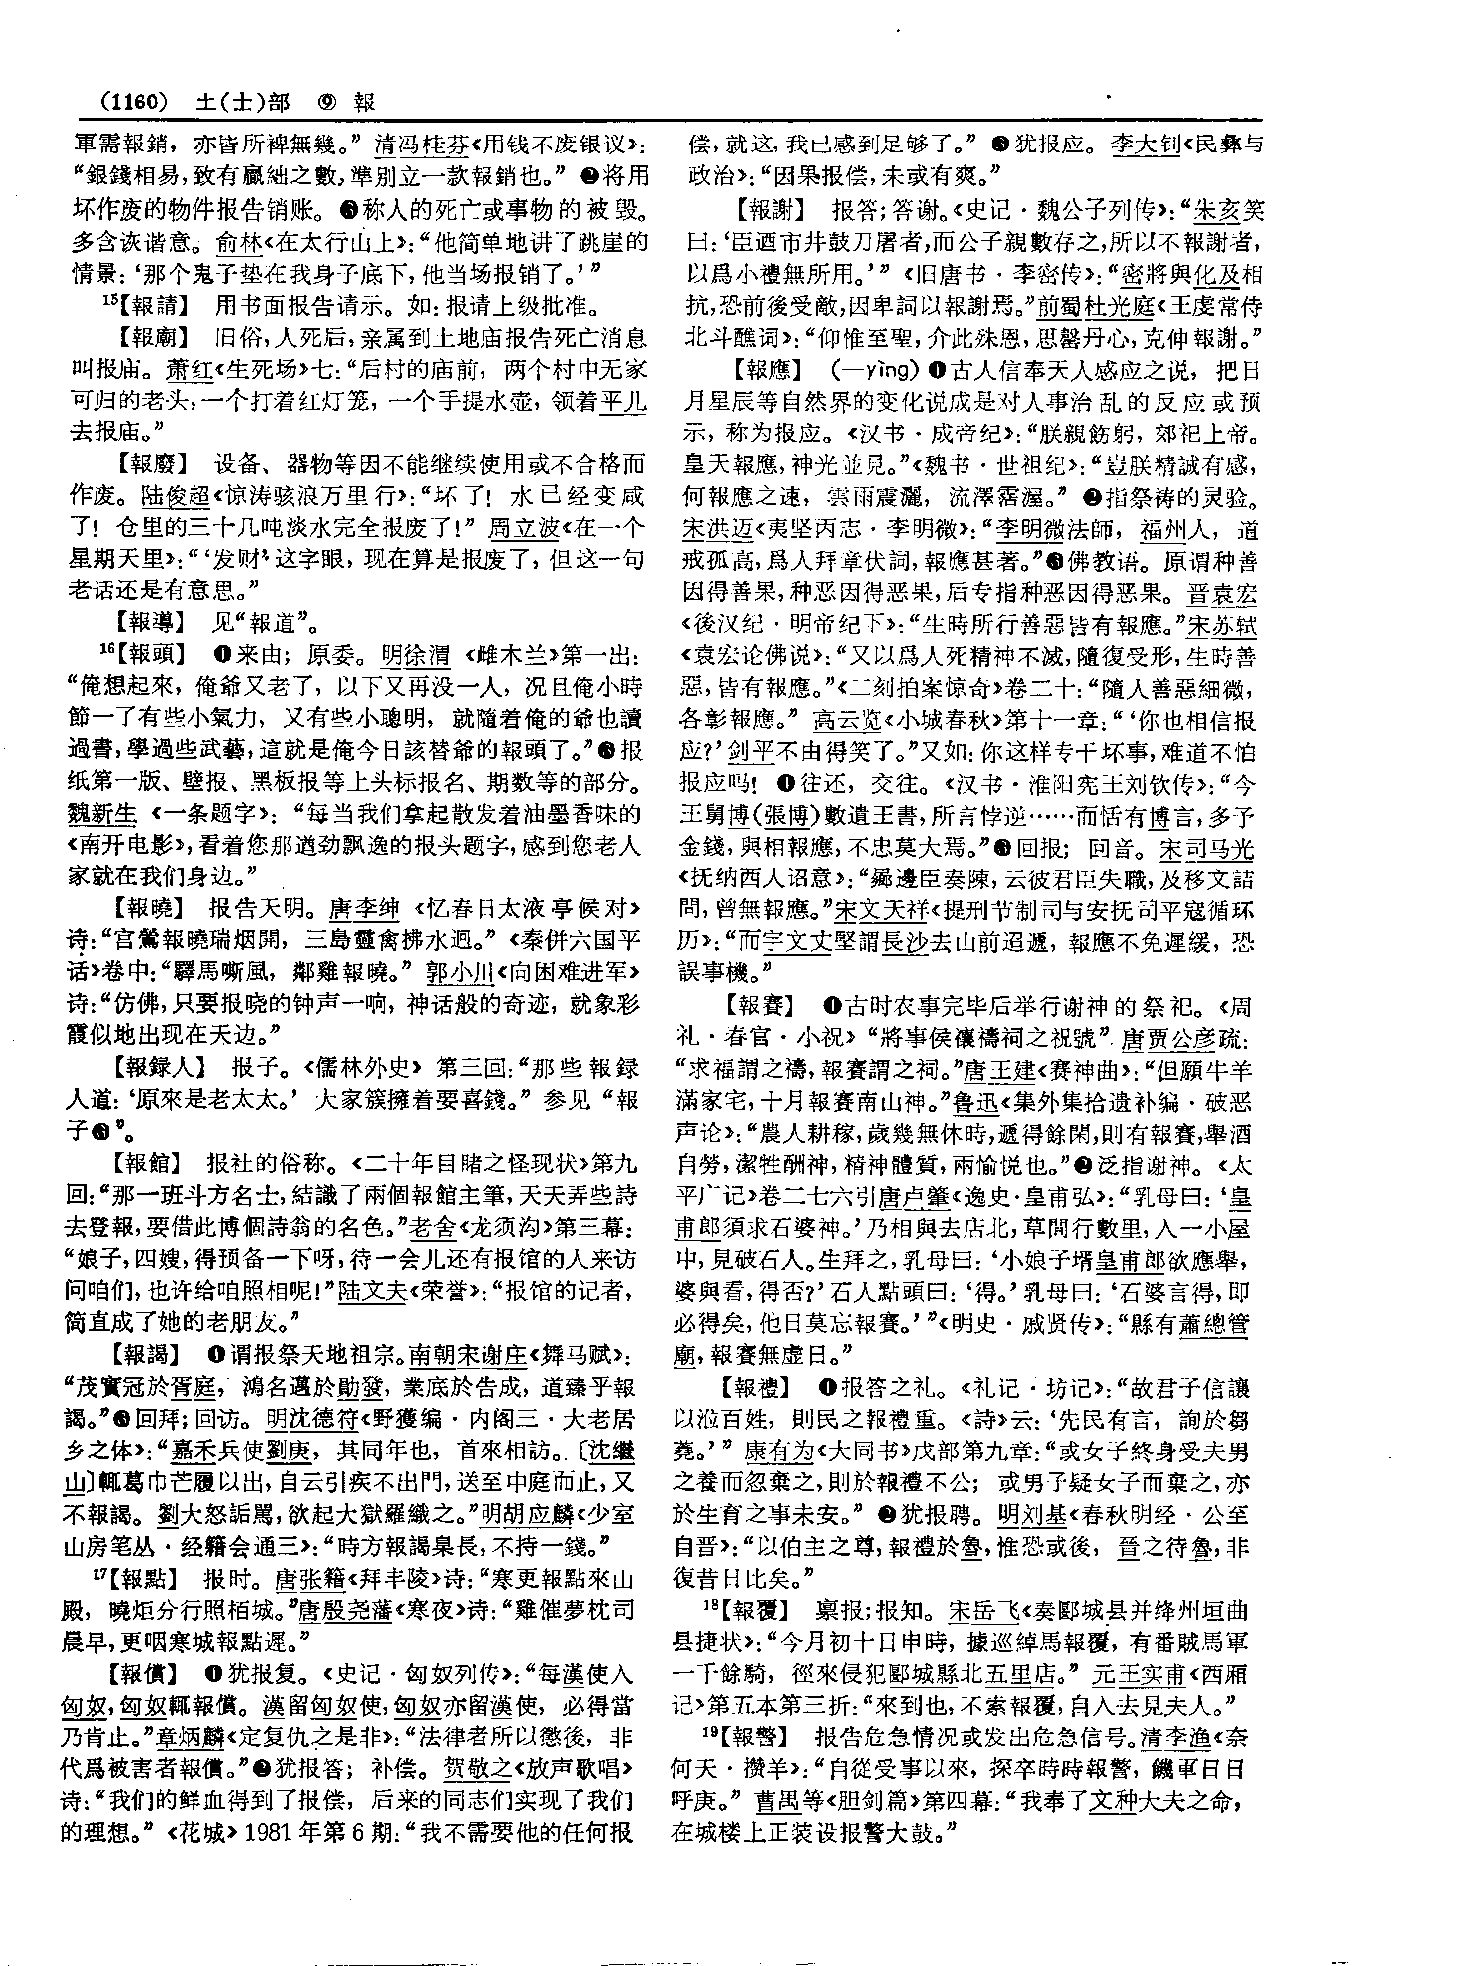 (1160) 土(士)部 ⑨ 報
軍需報銷，亦皆所裨無幾。”清冯桂芬《用钱不废银议》：
“銀錢相易，致有贏絀之數，準別立一款報銷也。”❷将用
坏作废的物件报告销账。❸称人的死亡或事物的被毁。
多含诙谐意。俞林《在太行山上》：“他简单地讲了跳崖的
情景：‘那个鬼子垫在我身子底下，他当场报销了。’”
15【報請】 用书面报告请示。如：报请上级批准。
【報廟】 旧俗，人死后，亲属到土地庙报告死亡消息
叫报庙。萧红《生死场》七：“后村的庙前，两个村中无家
可归的老头，一个打着红灯笼，一个手提水壶，领着平儿
去报庙。”
【報廢】 设备、器物等因不能继续使用或不合格而
作废。陆俊超《惊涛骇浪万里行》：“坏了！水已经变咸
了！仓里的三十几吨淡水完全报废了！”周立波《在一个
星期天里》：“‘发财’这字眼，现在算是报废了，但这一句
老话还是有意思。”
【報導】 见“報道”。
16【報頭】 ❶来由；原委。明徐渭《雌木兰》第一出：
“俺想起來，俺爺又老了，以下又再没一人，况且俺小時
節一了有些小氣力，又有些小聰明，就隨着俺的爺也讀
過書，學過些武藝，這就是俺今日該替爺的報頭了。”❷报
纸第一版、壁报、黑板报等上头标报名、期数等的部分。
魏新生《一条题字》：“每当我们拿起散发着油墨香味的
《南开电影》，看着您那遒劲飘逸的报头题字，感到您老人
家就在我们身边。”
【報曉】 报告天明。唐李绅《忆春日太液亭候对》
诗：“宫鶯報曉瑞烟開，三島靈禽拂水迴。”《秦併六国平
话》卷中：“驛馬嘶風，鄰雞報曉。”郭小川《向困难进军》
诗：“仿佛，只要报晓的钟声一响，神话般的奇迹，就象彩
霞似地出现在天边。”
【報録人】 报子。《儒林外史》第三回：“那些報録
人道：‘原來是老太太。’大家簇擁着要喜錢。”参见“報
子❸”。
【報館】 报社的俗称。《二十年目睹之怪现状》第九
回：“那一班斗方名士，結識了兩個報館主筆，天天弄些詩
去登報，要借此博個詩翁的名色。”老舍《龙须沟》第三幕：
“娘子，四嫂，得预备一下呀，待一会儿还有报馆的人来访
问咱们，也许给咱照相呢！”陆文夫《荣誉》：“报馆的记者，
简直成了她的老朋友。”
【報謁】 ❶谓报祭天地祖宗。南朝宋谢庄《舞马赋》：
“茂實冠於胥庭，鴻名邁於勛發，業底於告成，道臻乎報
謁。”❷回拜；回访。明沈德符《野獲编·内阁三·大老居
乡之体》：“嘉禾兵使劉庚，其同年也，首來相訪。〔沈繼
山〕輒葛巾芒履以出，自云引疾不出門，送至中庭而止，又
不報謁。劉大怒詬駡，欲起大獄羅織之。”明胡应麟《少室
山房笔丛·经籍会通三》：“時方報謁臬長，不持一錢。”
17【報點】 报时。唐张籍《拜丰陵》诗：“寒更報點來山
殿，曉炬分行照柏城。”唐殷尧藩《寒夜》诗：“雞催夢枕司
晨早，更咽寒城報點遲。”
【報償】 ❶犹报复。《史记·匈奴列传》：“每漢使入
匈奴，匈奴輒報償。漢留匈奴使，匈奴亦留漢使，必得當
乃肯止。”章炳麟《定复仇之是非》：“法律者所以懲後，非
代爲被害者報償。”❷犹报答；补偿。贺敬之《放声歌唱》
诗：“我们的鲜血得到了报偿，后来的同志们实现了我们
的理想。”《花城》1981年第6期：“我不需要他的任何报
偿，就这，我已感到足够了。”❸犹报应。李大钊《民彝与
政治》：“因果报偿，未或有爽。”
【報謝】 报答；答谢。《史记·魏公子列传》：“朱亥笑
曰：‘臣迺市井鼓刀屠者，而公子親數存之，所以不報謝者，
以爲小禮無所用。’”《旧唐书·李密传》：“密將與化及相
抗，恐前後受敵，因卑詞以報謝焉。”前蜀杜光庭《王虔常侍
北斗醮词》：“仰惟至聖，介此殊恩，思罄丹心，克伸報謝。”
【報應】 (—yìng)❶古人信奉天人感应之说，把日
月星辰等自然界的变化说成是对人事治乱的反应或预
示，称为报应。《汉书·成帝纪》：“朕親飭躬，郊祀上帝。
皇天報應，神光並見。”《魏书·世祖纪》：“豈朕精誠有感，
何報應之速，雲雨震灑，流澤霑渥。”❷指祭祷的灵验。
宋洪迈《夷坚丙志·李明微》：“李明微法師，福州人，道
戒孤高，爲人拜章伏詞，報應甚著。”❸佛教语。原谓种善
因得善果，种恶因得恶果，后专指种恶因得恶果。晋袁宏
《後汉纪·明帝纪下》：“生時所行善惡皆有報應。”宋苏轼
《袁宏论佛说》：“又以爲人死精神不滅，隨復受形，生時善
惡，皆有報應。”《二刻拍案惊奇》卷二十：“隨人善惡細微，
各彰報應。”高云览《小城春秋》第十一章：“‘你也相信报
应？’剑平不由得笑了。”又如：你这样专干坏事，难道不怕
报应吗！❹往还，交往。《汉书·淮阳宪王刘钦传》：“今
王舅博(張博)數遺王書，所言悖逆……而恬有博言，多予
金錢，與相報應，不忠莫大焉。”❺回报；回音。宋司马光
《抚纳西人诏意》：“曏邊臣奏陳，云彼君臣失職，及移文詰
問，曾無報應。”宋文天祥《提刑节制司与安抚司平寇循环
历》：“而宇文丈堅謂長沙去山前迢遞，報應不免遲缓，恐
誤事機。”
【報賽】 ❶古时农事完毕后举行谢神的祭祀。《周
礼·春官·小祝》“將事侯禳禱祠之祝號”唐贾公彦疏：
“求福謂之禱，報賽謂之祠。”唐王建《赛神曲》：“但願牛羊
滿家宅，十月報賽南山神。”鲁迅《集外集拾遗补编·破恶
声论》：“農人耕稼，歲幾無休時，遞得餘閑，則有報賽，舉酒
自勞，潔牲酬神，精神體質，兩愉悦也。”❷泛指谢神。《太
平广记》卷二七六引唐卢肇《逸史·皇甫弘》：“乳母曰：‘皇
甫郎須求石婆神。’乃相與去店北，草間行數里，入一小屋
中，見破石人。生拜之，乳母曰：‘小娘子壻皇甫郎欲應舉，
婆與看，得否？’石人點頭曰：‘得。’乳母曰：‘石婆言得，即
必得矣，他日莫忘報賽。’”《明史·戚贤传》：“縣有蕭總管
廟，報賽無虚日。”
【報禮】 ❶报答之礼。《礼记·坊记》：“故君子信讓
以涖百姓，則民之報禮重。《詩》云：‘先民有言，詢於芻
蕘。’”康有为《大同书》戊部第九章：“或女子終身受夫男
之養而忽棄之，則於報禮不公；或男子疑女子而棄之，亦
於生育之事未安。”❷犹报聘。明刘基《春秋明经·公至
自晋》：“以伯主之尊，報禮於魯，惟恐或後，晉之待魯，非
復昔日比矣。”
18【報覆】 禀报；报知。宋岳飞《奏郾城县并绛州垣曲
县捷状》：“今月初十日申時，據巡綽馬報覆，有番賊馬軍
一千餘騎，徑來侵犯郾城縣北五里店。”元王实甫《西厢
记》第五本第三折：“來到也，不索報覆，自入去見夫人。”
19【報警】 报告危急情况或发出危急信号。清李渔《奈
何天·攒羊》：“自從受事以來，探卒時時報警，饑軍日日
呼庚。”曹禺等《胆剑篇》第四幕：“我奉了文种大夫之命，
在城楼上正装设报警大鼓。”